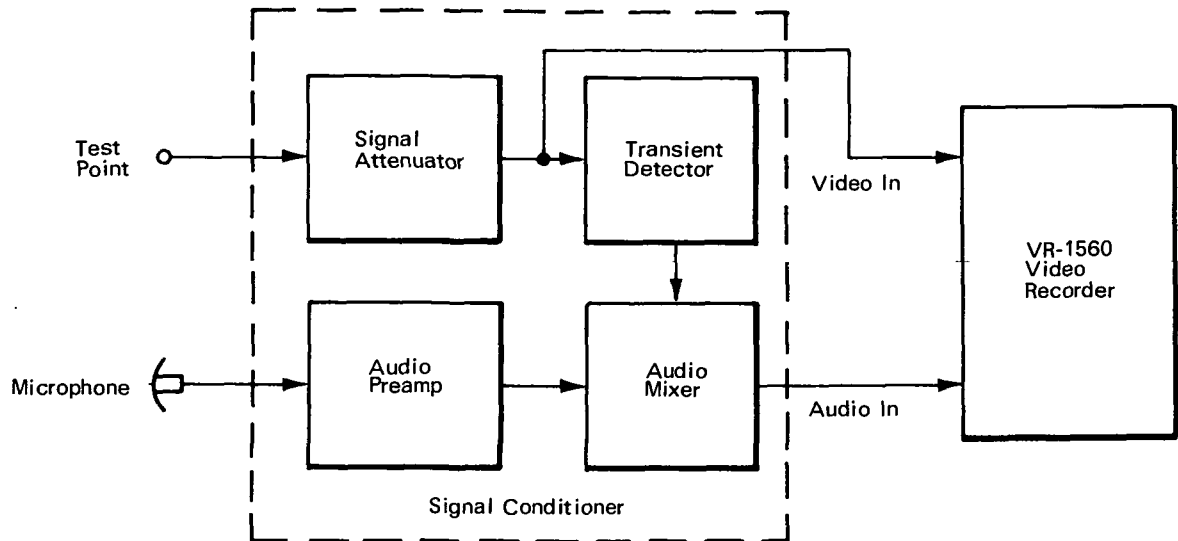 Test
Point
Signal
Attenuator
Transient
Detector
Video In
VR-1560
Video
Recorder
Microphone
Audio
Preamp
Audio
Mixer
Audio In
Signal Conditioner